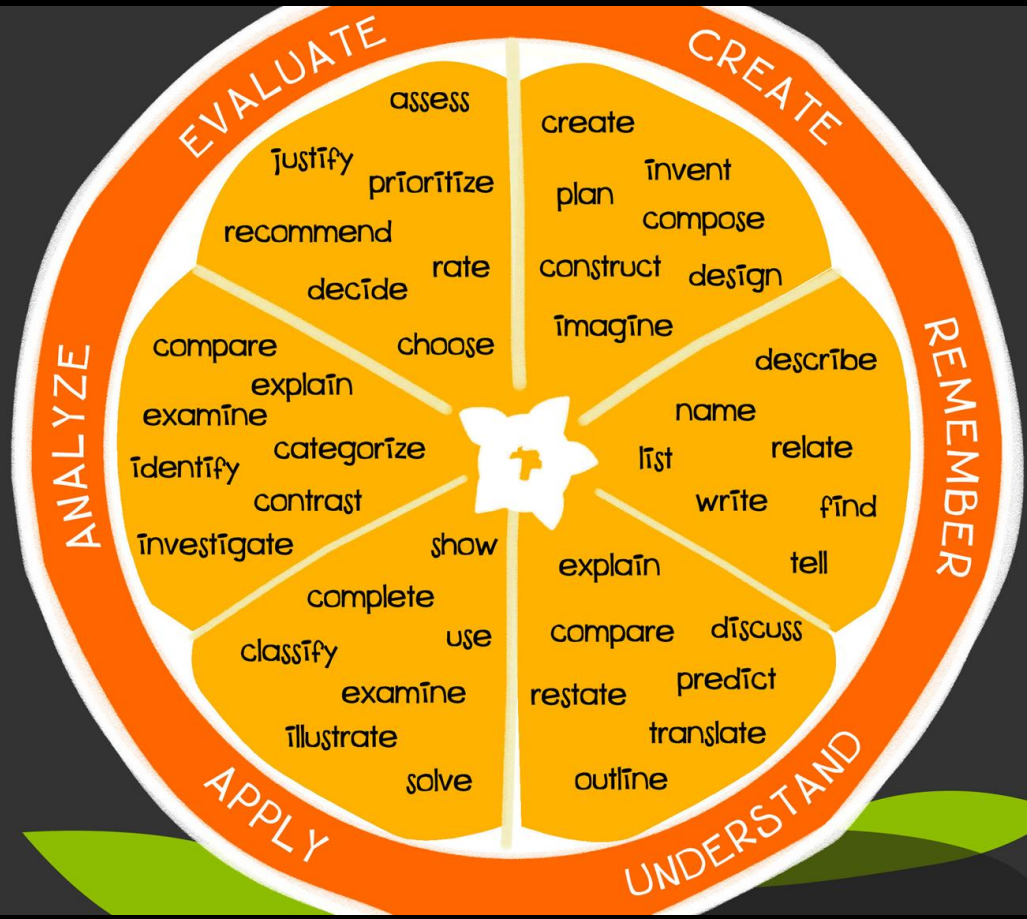 EVALUATE
assess
justify
prioritize
recommend
rate
decide
choose
CREATE
create
invent
plan
compose
construct
design
imagine
REMEMBER
describe
name
relate
list
write
find
tell
UNDERSTAND
explain
discuss
compare
predict
restate
translate
outline
APPLY
show
complete
use
classify
examine
illustrate
solve
ANALYZE
compare
explain
examine
categorize
identify
contrast
investigate